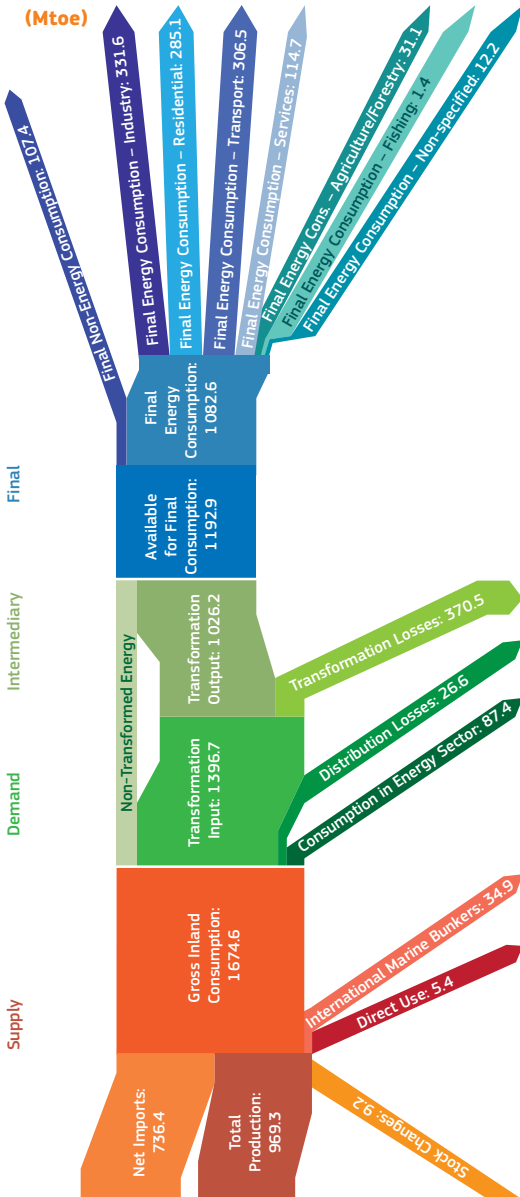 (Mtoe)
Final Non-Energy Consumption: 107.4
Final Energy Consumption – Industry: 331.6
Final Energy Consumption – Residential: 285.1
Final Energy Consumption – Transport: 306.5
Final Energy Consumption – Services: 114.7
Final Energy Cons. – Agriculture/Forestry: 31.1
Final Energy Consumption – Fishing: 1.4
Final Energy Consumption – Non-specified: 12.2
Final
Energy
Consumption:
1 082.6
Final
Available
for Final
Consumption:
1 192.9
Intermediary
Non-Transformed Energy
Transformation
Output: 1 026.2
Transformation Losses: 370.5
Demand
Transformation
Input: 1 396.7
Distribution Losses: 26.6
Consumption in Energy Sector: 87.4
Supply
Gross Inland
Consumption:
1 674.6
International Marine Bunkers: 34.9
Direct Use: 5.4
Net Imports:
736.4
Total
Production:
969.3
Stock Changes: 9.2